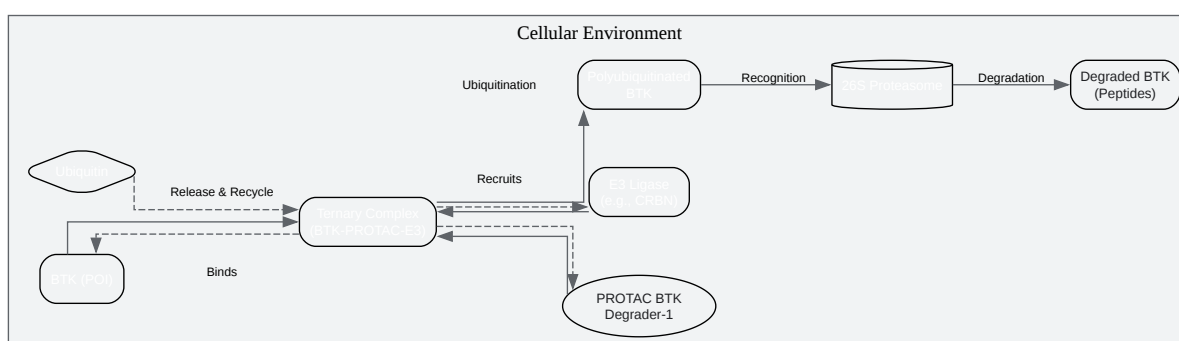 Cellular Environment
Ubiquitination
Polyubiquitinated
BTK
Recognition
26S Proteasome
Degradation
Degraded BTK
(Peptides)
Ubiquitin
Release & Recycle
Recruits
E3 Ligase
(e.g., CRBN)
Ternary Complex
(BTK-PROTAC-E3)
BTK (POI)
Binds
PROTAC BTK
Degrader-1